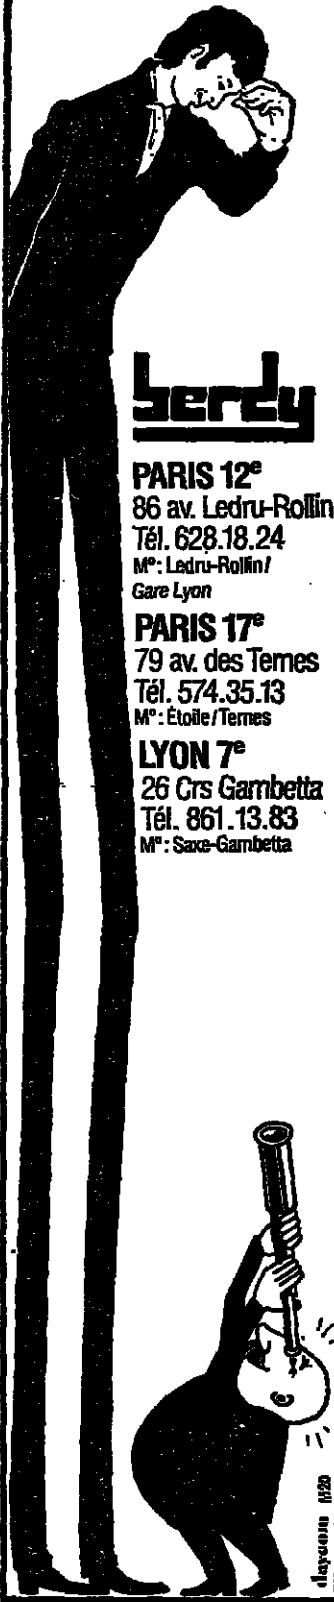 berdy
PARIS 12e
86 av. Ledru-Rollin
Tél. 628.18.24
M°: Ledru-Rollin/
Gare Lyon
PARIS 17e
79 av. des Ternes
Tél. 574.35.13
M°: Étoile/Ternes
LYON 7e
26 Crs Gambetta
Tél. 861.13.83
M°: Saxe-Gambetta